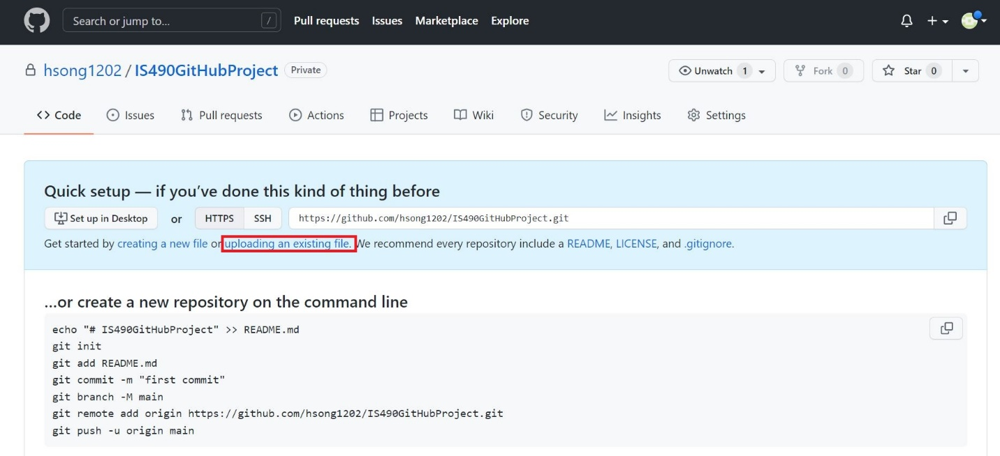 Search or jump to... / Pull requests Issues Marketplace Explore
hsong1202 / IS490GitHubProject Private Unwatch 1 Fork 0 Star 0
<> Code Issues Pull requests Actions Projects Wiki Security Insights Settings
Quick setup — if you’ve done this kind of thing before
Set up in Desktop or HTTPS SSH https://github.com/hsong1202/IS490GitHubProject.git
Get started by creating a new file or uploading an existing file. We recommend every repository include a README, LICENSE, and .gitignore.
…or create a new repository on the command line
echo "# IS490GitHubProject" >> README.md
git init
git add README.md
git commit -m "first commit"
git branch -M main
git remote add origin https://github.com/hsong1202/IS490GitHubProject.git
git push -u origin main